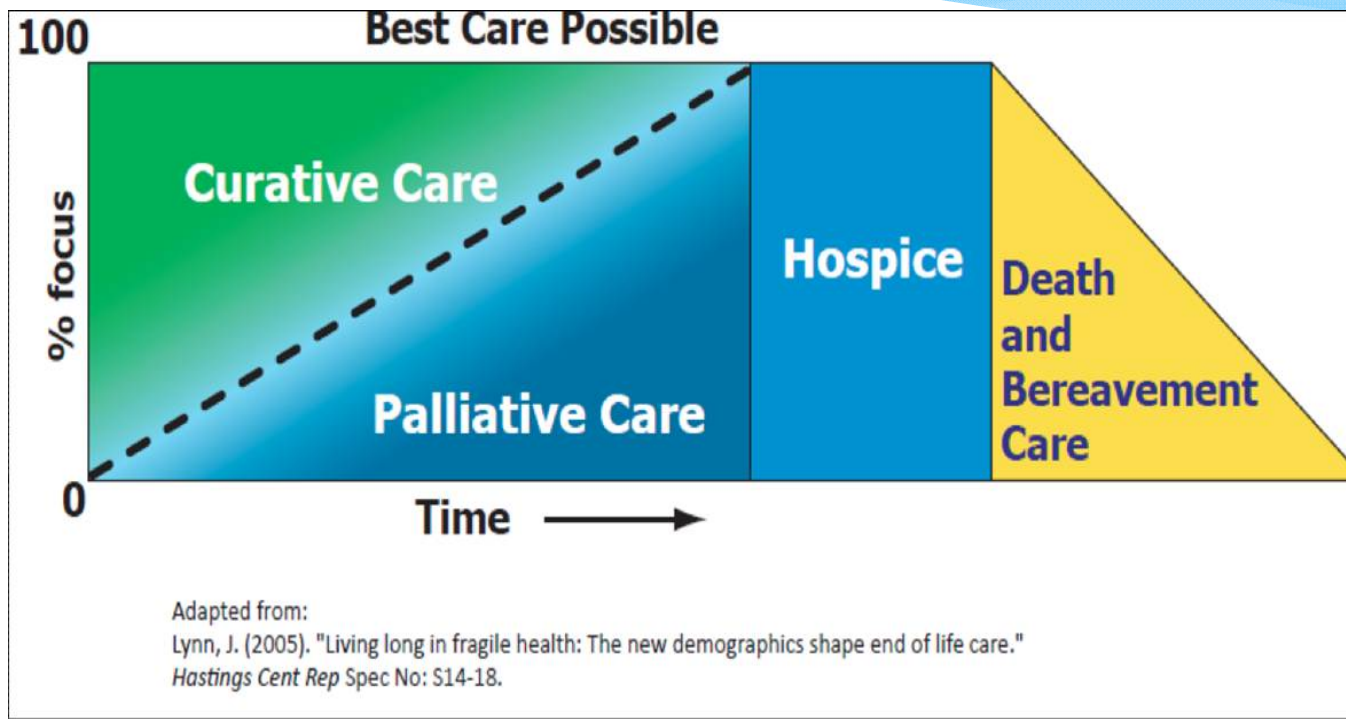 Best Care Possible
100
% focus
Curative Care
Palliative Care
Hospice
Death
and
Bereavement
Care
0
Time
Adapted from:
Lynn, J. (2005). "Living long in fragile health: The new demographics shape end of life care."
Hastings Cent Rep Spec No: S14-18.